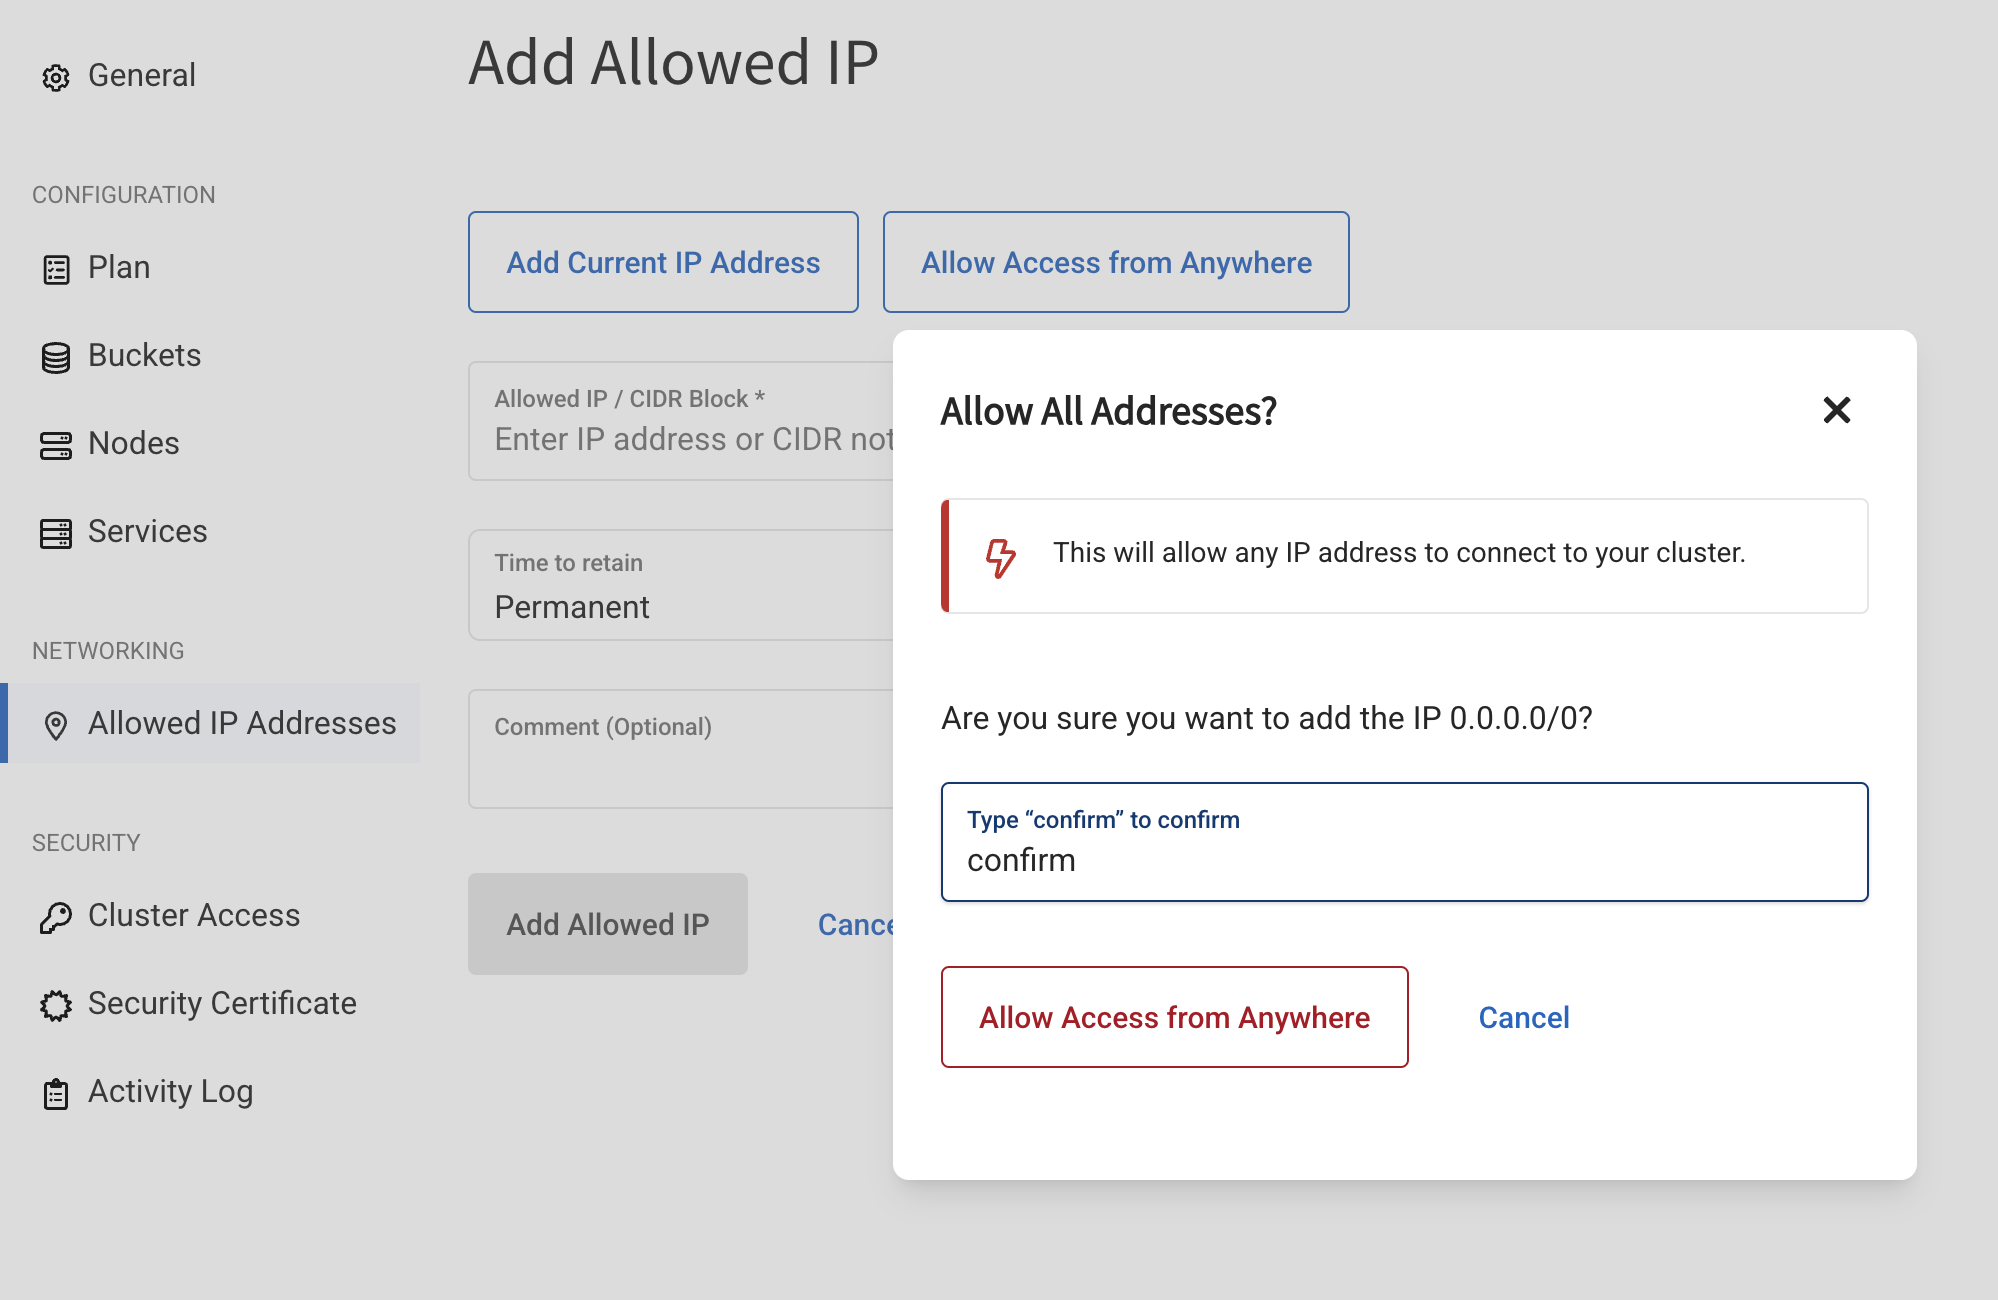 General
CONFIGURATION
Plan
Buckets
Nodes
Services
NETWORKING
Allowed IP Addresses
SECURITY
Cluster Access
Security Certificate
Activity Log
Add Allowed IP
Add Current IP Address
Allow Access from Anywhere
Allowed IP / CIDR Block *
Enter IP address or CIDR not
Time to retain
Permanent
Comment (Optional)
Add Allowed IP
Cance
Allow All Addresses?
This will allow any IP address to connect to your cluster.
Are you sure you want to add the IP 0.0.0.0/0?
Type “confirm” to confirm
confirm
Allow Access from Anywhere
Cancel